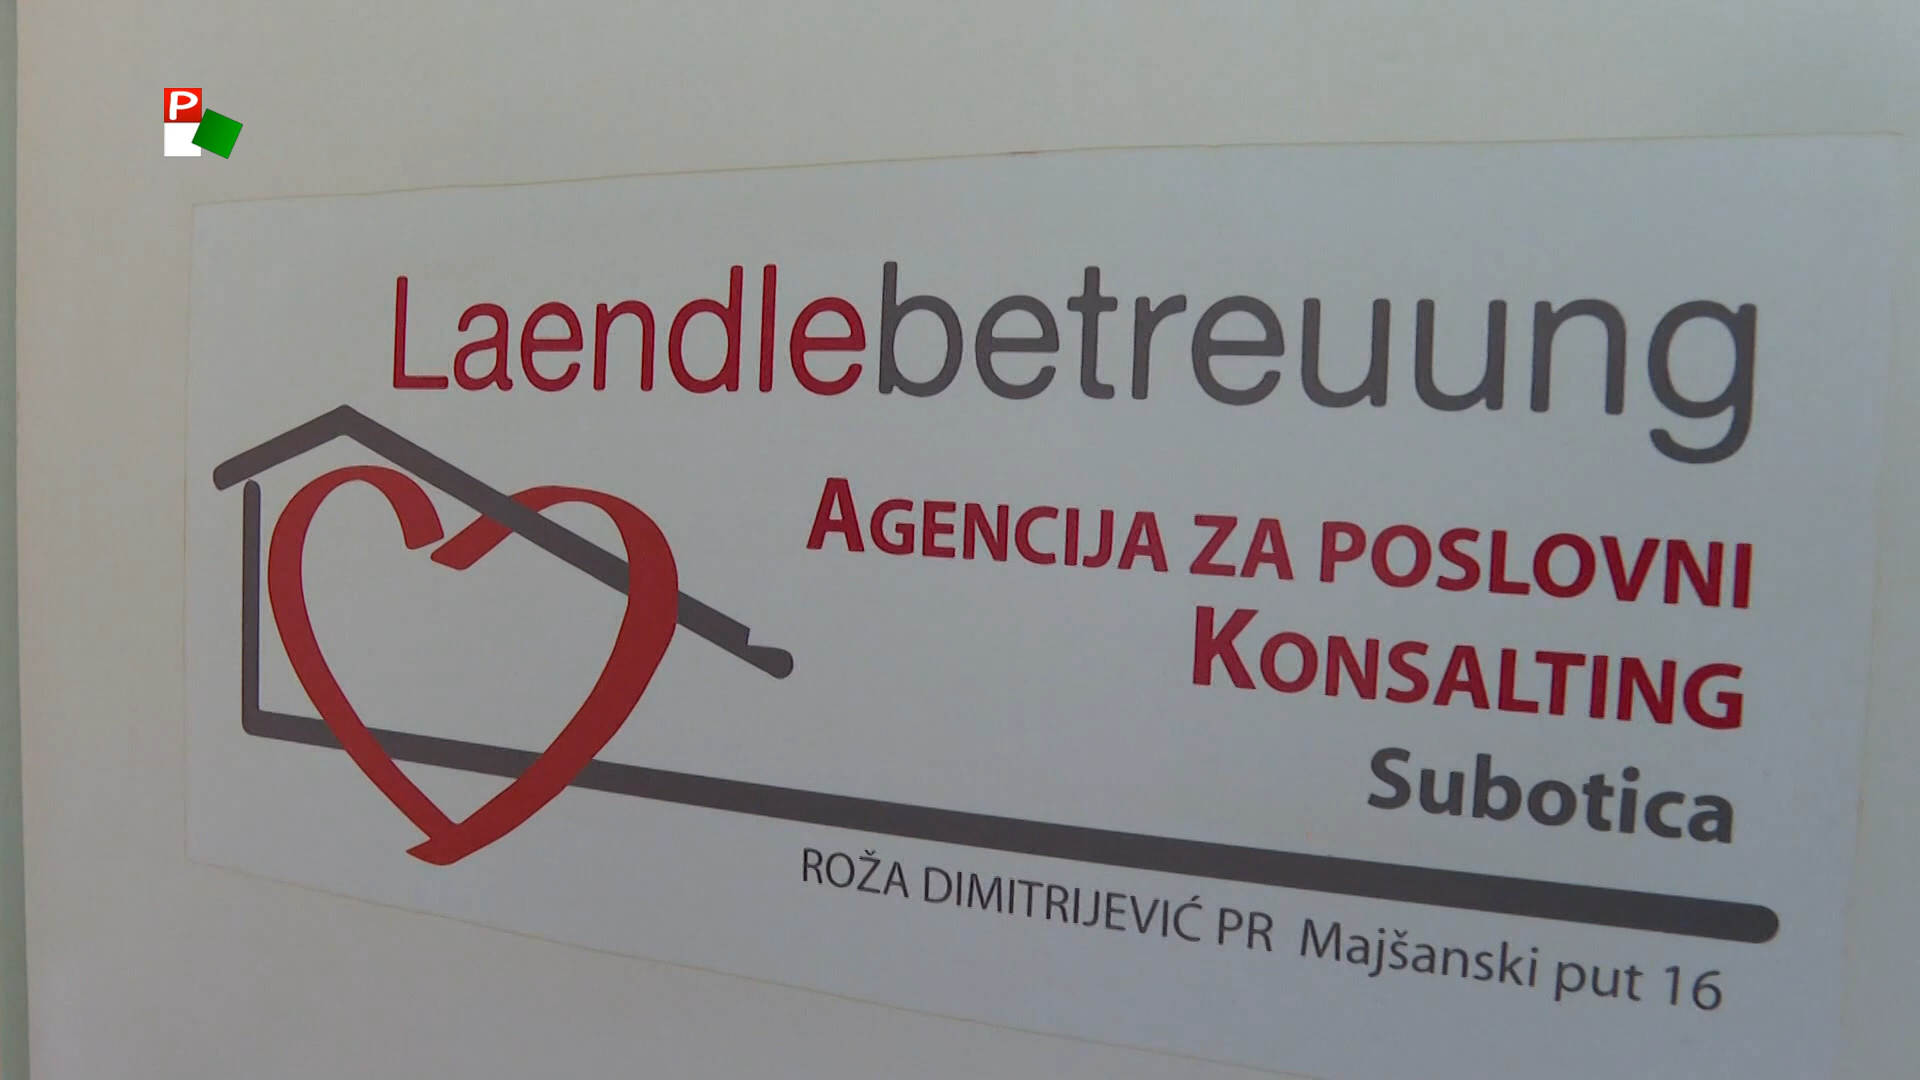 P
Laendlebetreuung
AGENCIJA ZA POSLOVNI
KONSALTING
Subotica
ROŽA DIMITRIJEVIĆ PR Majšanski put 16